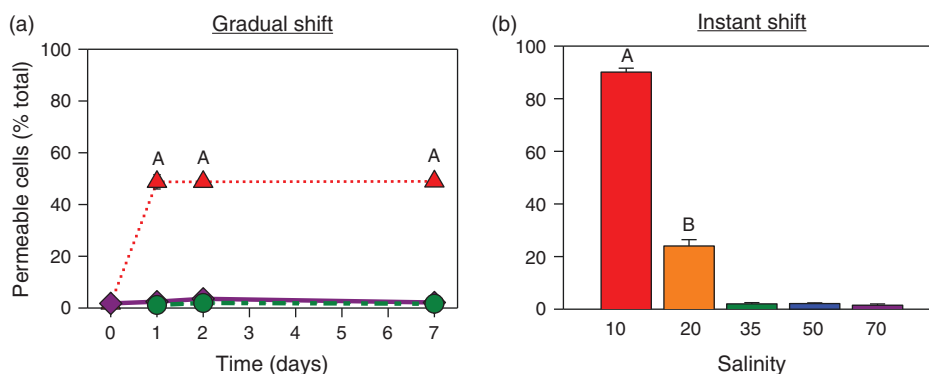 (a) Gradual shift
Permeable cells (% total)
100
80
60
40
20
0
A A A
0 1 2 3 4 5 6 7
Time (days)
(b) Instant shift
100
80
60
40
20
0
A
B
10 20 35 50 70
Salinity